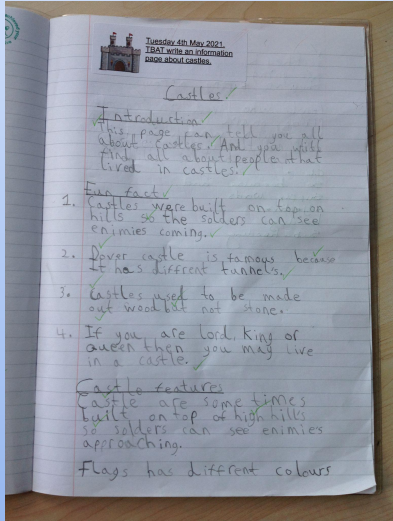 Tuesday 4th May 2021.
TBAT write an information
page about castles.
Castles.
Introduction
This page can tell you all
about castles. And you will
find all about people that
lived in castles.
Fun fact
1. Castles were built on top on
hills so the solders can see
enimies coming.
2. Dover castle is famous because
It has diffrent tunnels.
3. Castles used to be made
out wood but not stone.
4. If you are lord, King or
queen then you may live
in a castle.
Castle features
Castle are some times
built on top of high hills
so solders can see enimies
approaching.
Flags has diffrent colours